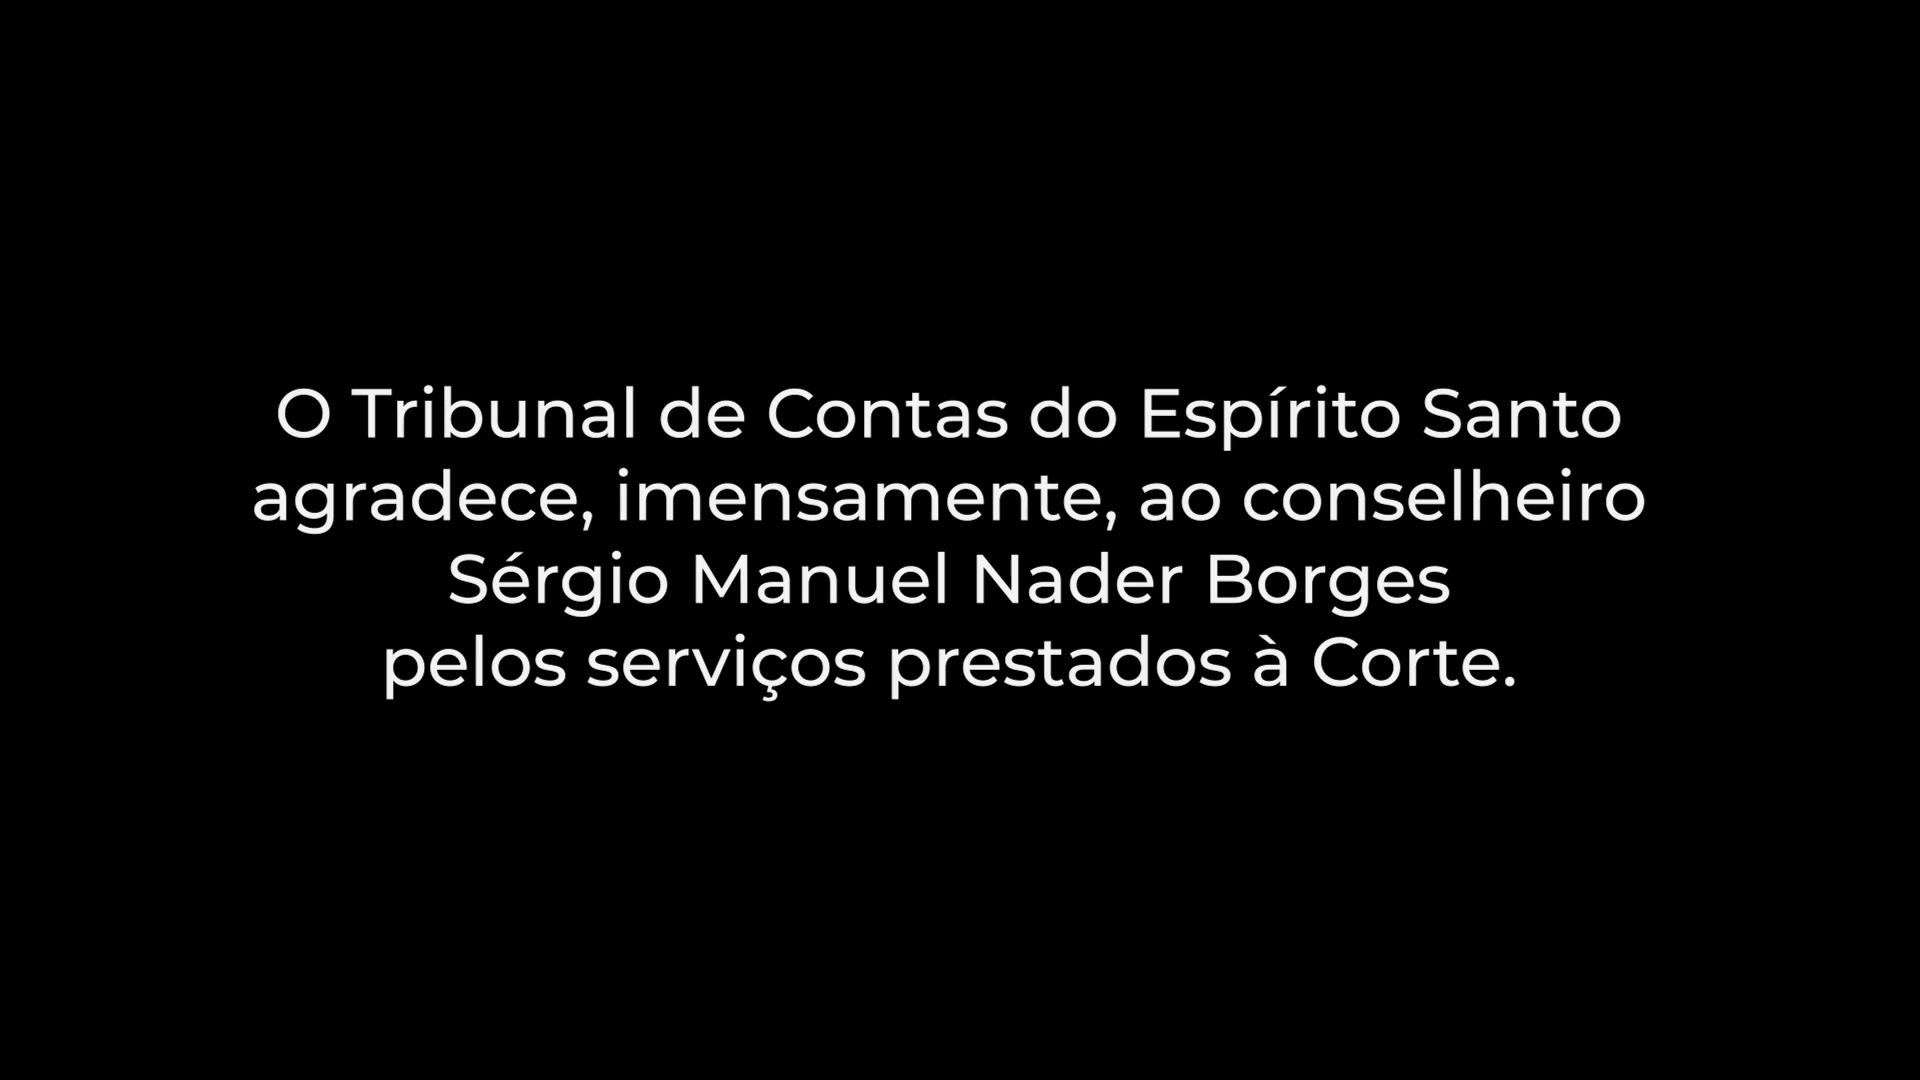 O Tribunal de Contas do Espírito Santo
agradece, imensamente, ao conselheiro
Sérgio Manuel Nader Borges
pelos serviços prestados à Corte.